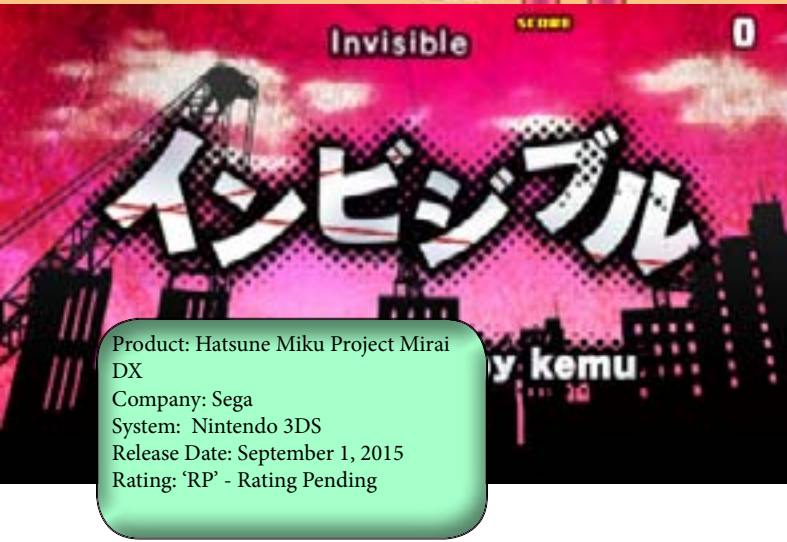 Invisible
SCORE
0
インビジブル
by kemu
Product: Hatsune Miku Project Mirai
DX
Company: Sega
System: Nintendo 3DS
Release Date: September 1, 2015
Rating: ‘RP’ - Rating Pending